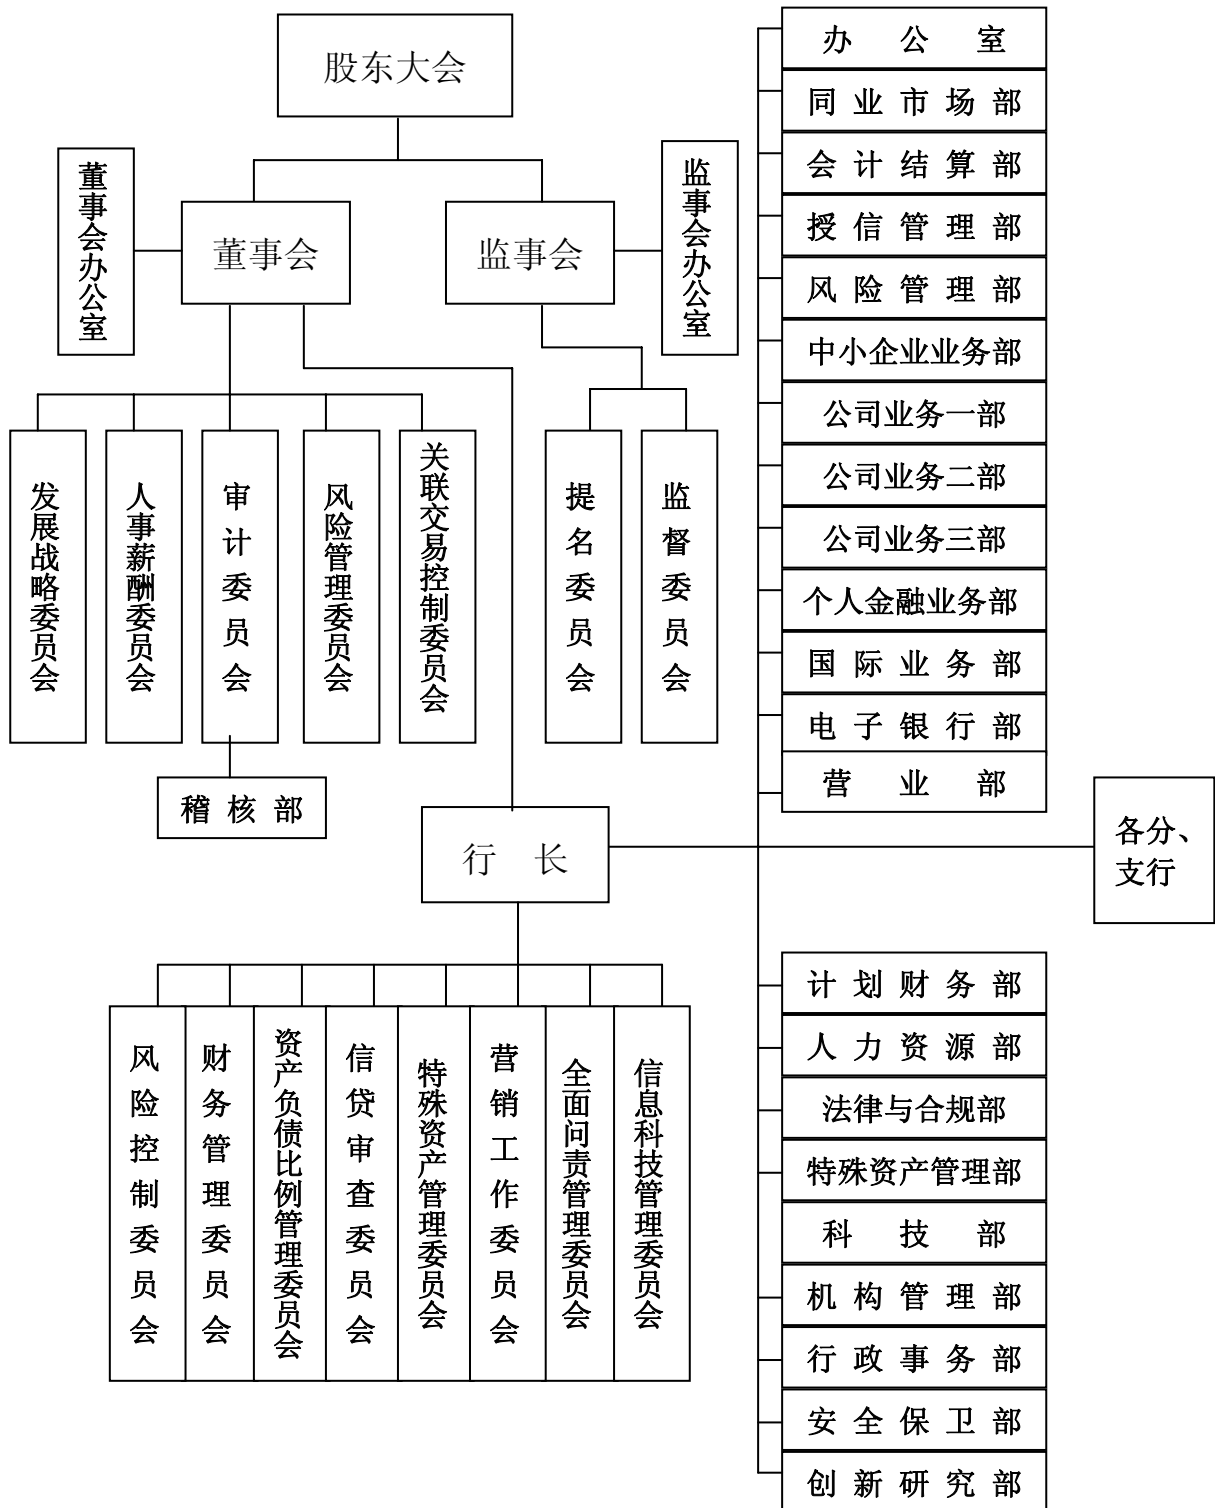 股东大会
董事会办公室
董事会
监事会
监事会办公室
发展战略委员会
人事薪酬委员会
审计委员会
风险管理委员会
关联交易控制委员会
提名委员会
监督委员会
稽核部
行长
风险控制委员会
财务管理委员会
资产负债比例管理委员会
信贷审查委员会
特殊资产管理委员会
营销工作委员会
全面问责管理委员会
信息科技管理委员会
办公室
同业市场部
会计结算部
授信管理部
风险管理部
中小企业业务部
公司业务一部
公司业务二部
公司业务三部
个人金融业务部
国际业务部
电子银行部
营业部
各分、
支行
计划财务部
人力资源部
法律与合规部
特殊资产管理部
科技部
机构管理部
行政事务部
安全保卫部
创新研究部